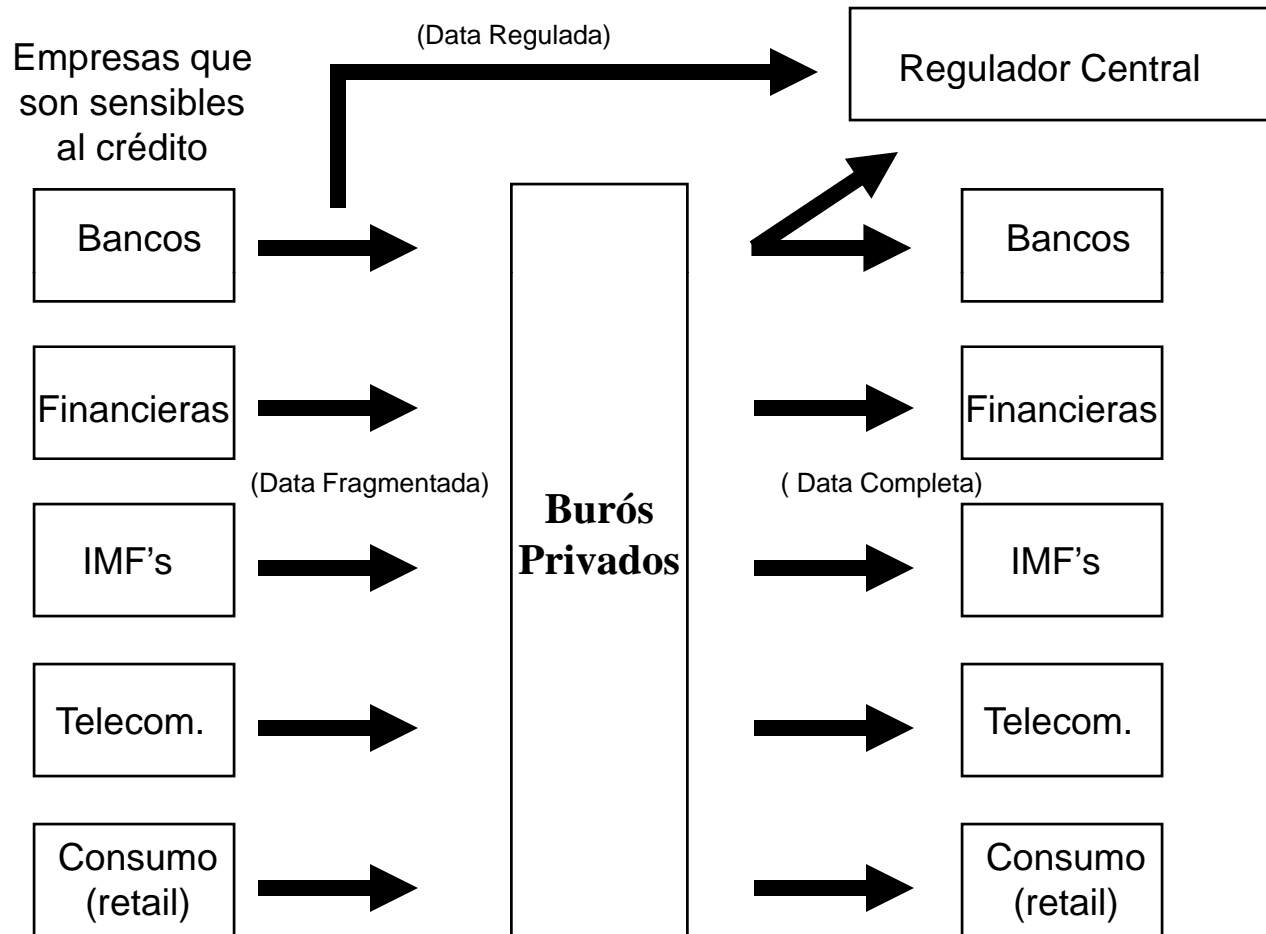 (Data Regulada)
Empresas que
son sensibles
al crédito
Regulador Central
Bancos
Bancos
Financieras
Financieras
(Data Fragmentada)
( Data Completa)
Burós
Privados
IMF’s
IMF’s
Telecom.
Telecom.
Consumo
(retail)
Consumo
(retail)